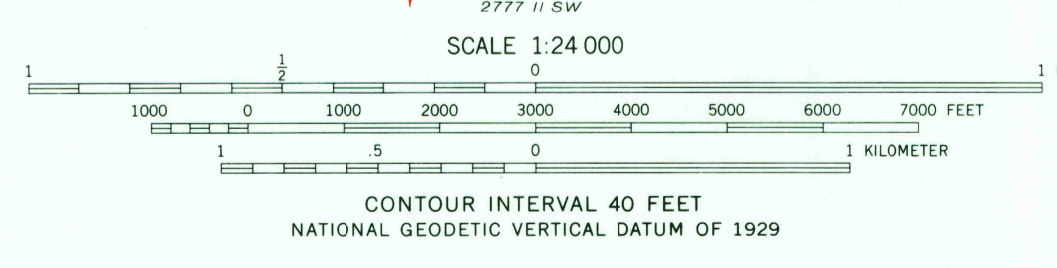 2777 II SW
SCALE 1:24 000
1 1/2 0 1
1000 0 1000 2000 3000 4000 5000 6000 7000 FEET
1 .5 0 1 KILOMETER
CONTOUR INTERVAL 40 FEET
NATIONAL GEODETIC VERTICAL DATUM OF 1929